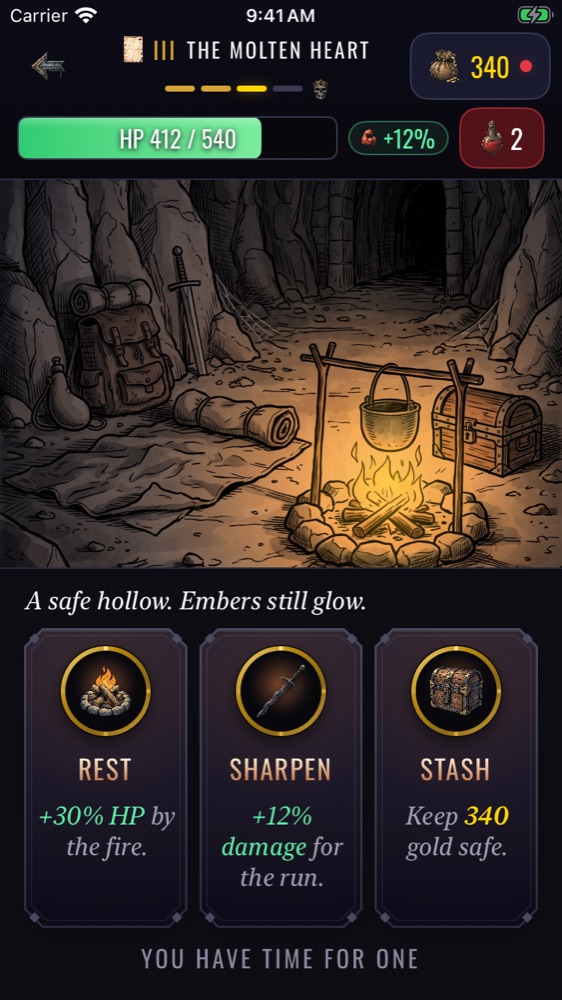 Carrier 9:41 AM
III THE MOLTEN HEART
340
HP 412 / 540
+12%
2
A safe hollow. Embers still glow.
REST
+30% HP by
the fire.
SHARPEN
+12%
damage for
the run.
STASH
Keep 340
gold safe.
YOU HAVE TIME FOR ONE